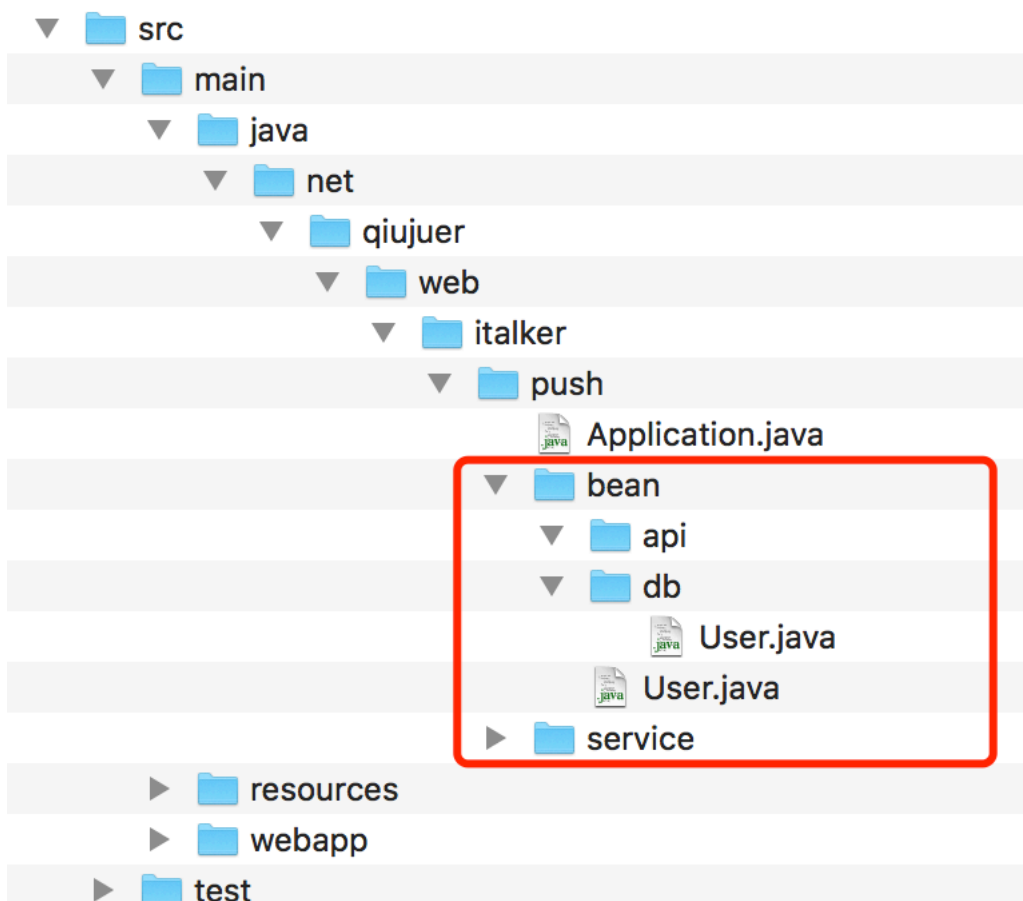 src
main
java
net
qiujuer
web
italker
push
Application.java
bean
api
db
User.java
User.java
service
resources
webapp
test